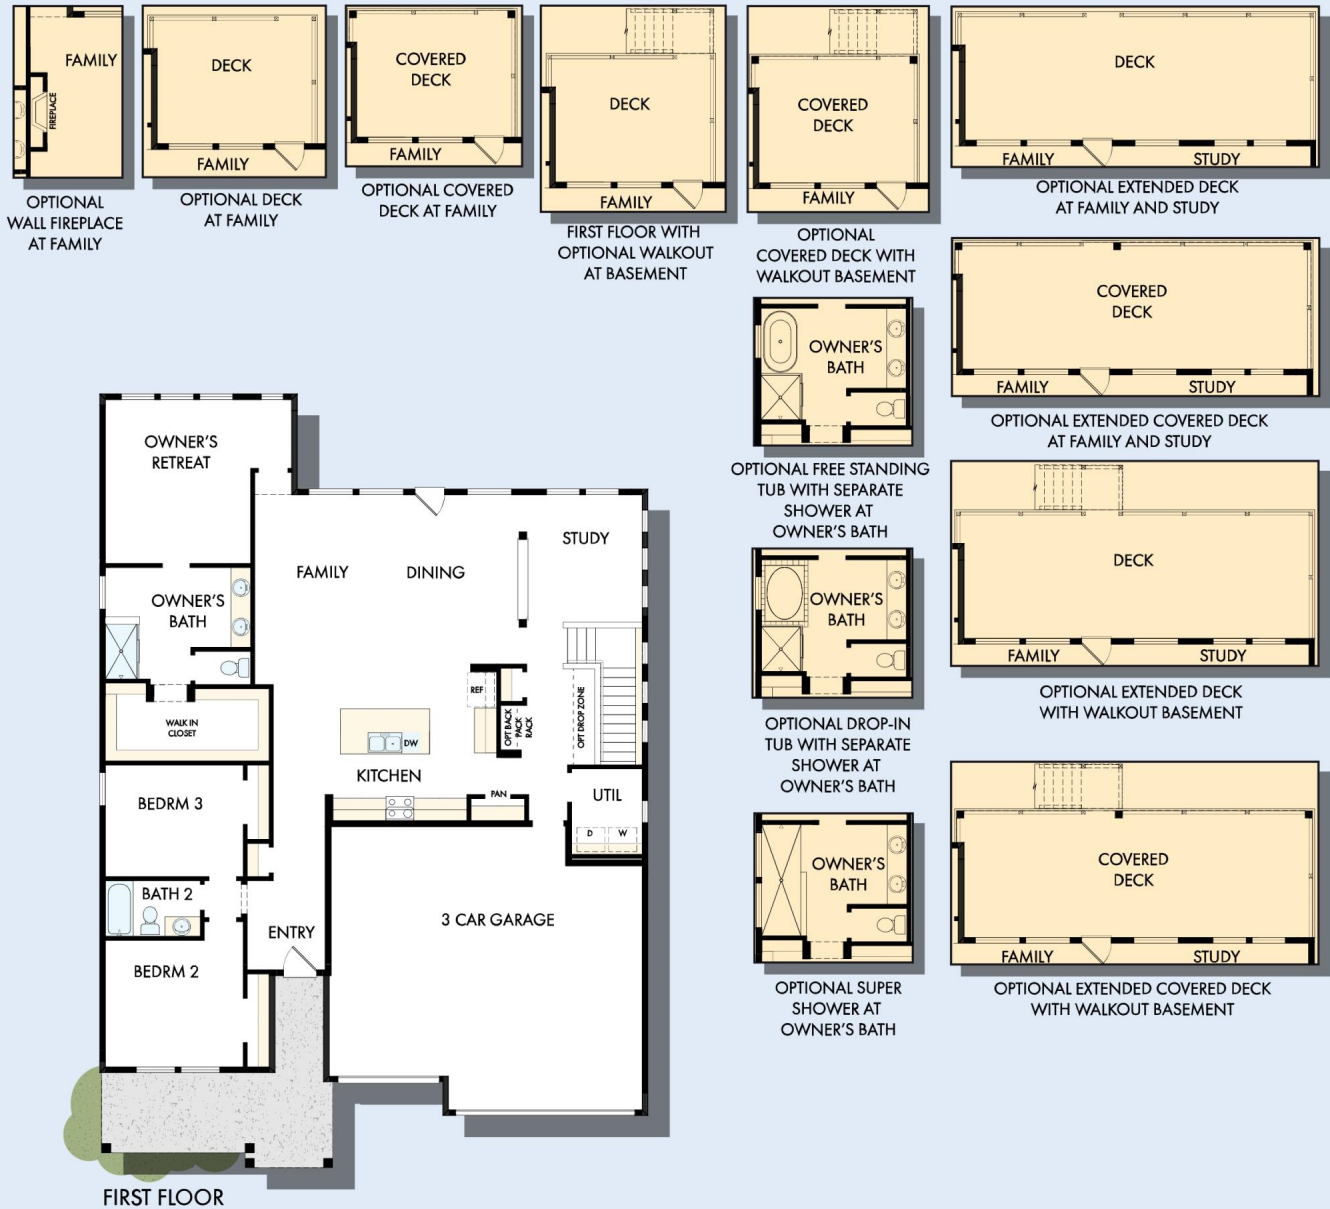 FAMILY
FIREPLACE
OPTIONAL
WALL FIREPLACE
AT FAMILY
DECK
FAMILY
OPTIONAL DECK
AT FAMILY
COVERED
DECK
FAMILY
OPTIONAL COVERED
DECK AT FAMILY
DECK
FAMILY
FIRST FLOOR WITH
OPTIONAL WALKOUT
AT BASEMENT
COVERED
DECK
FAMILY
OPTIONAL
COVERED DECK WITH
WALKOUT BASEMENT
DECK
FAMILY STUDY
OPTIONAL EXTENDED DECK
AT FAMILY AND STUDY
COVERED
DECK
FAMILY STUDY
OPTIONAL EXTENDED COVERED DECK
AT FAMILY AND STUDY
OWNER'S
BATH
OPTIONAL FREE STANDING
TUB WITH SEPARATE
SHOWER AT
OWNER'S BATH
DECK
FAMILY STUDY
OPTIONAL EXTENDED DECK
WITH WALKOUT BASEMENT
OWNER'S
BATH
OPTIONAL DROP-IN
TUB WITH SEPARATE
SHOWER AT
OWNER'S BATH
COVERED
DECK
FAMILY STUDY
OPTIONAL EXTENDED COVERED DECK
WITH WALKOUT BASEMENT
OWNER'S
BATH
OPTIONAL SUPER
SHOWER AT
OWNER'S BATH
OWNER'S
RETREAT
STUDY
FAMILY DINING
OWNER'S
BATH
REF
WALK IN
CLOSET
OPT BACK
PACK
RACK
OPT DROP ZONE
DW
KITCHEN
BEDRM 3
PAN
UTIL
D W
BATH 2
3 CAR GARAGE
ENTRY
BEDRM 2
FIRST FLOOR